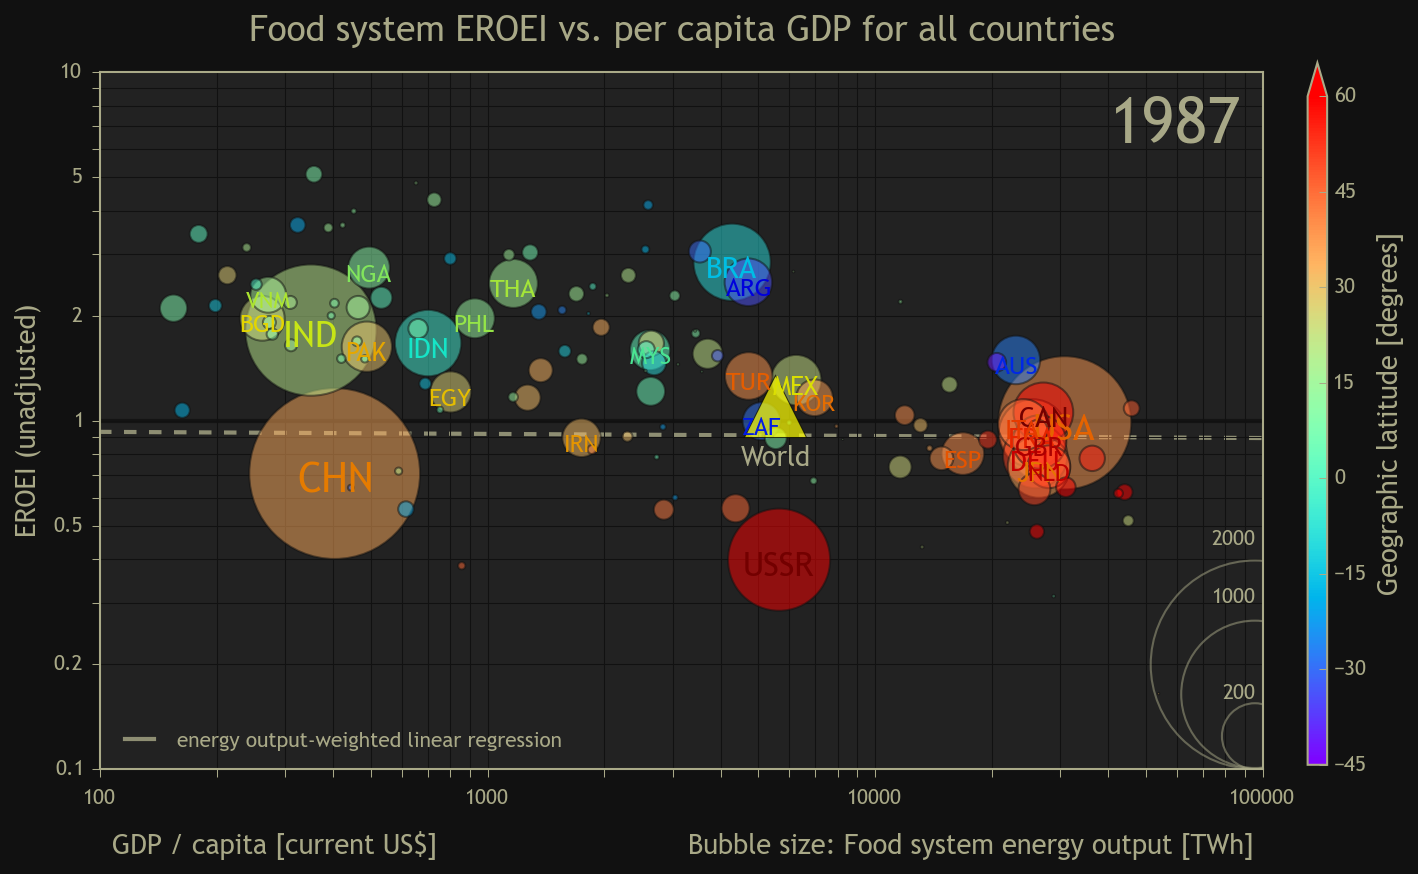 Food system EROEI vs. per capita GDP for all countries
1987
EROEI (unadjusted)
10
5
2
1
0.5
0.2
0.1
NGA
VNM
BGD
IND
PAK
THA
PHL
IDN
EGY
MYS
BRA
ARG
TUR
MEX
KOR
ZAF
World
IRN
CHN
USSR
AUS
CAN
USA
GBR
DEU
NLD
ESP
2000
1000
200
energy output-weighted linear regression
100
1000
10000
100000
GDP / capita [current US$]
Bubble size: Food system energy output [TWh]
60
45
30
15
0
−15
−30
−45
Geographic latitude [degrees]